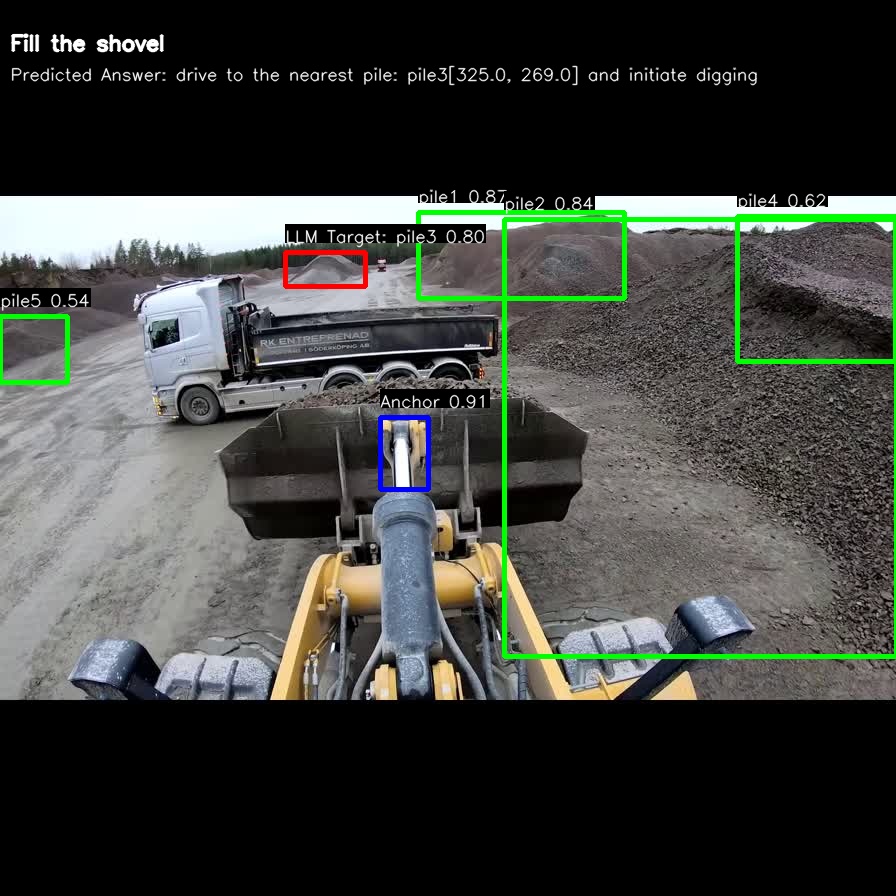 Fill the shovel
Predicted Answer: drive to the nearest pile: pile3[325.0, 269.0] and initiate digging
pile1 0.87
pile2 0.84
pile4 0.62
LLM Target: pile3 0.80
pile5 0.54
RK ENTREPRENAD
I SÖDERKÖPING AB
Anchor 0.91